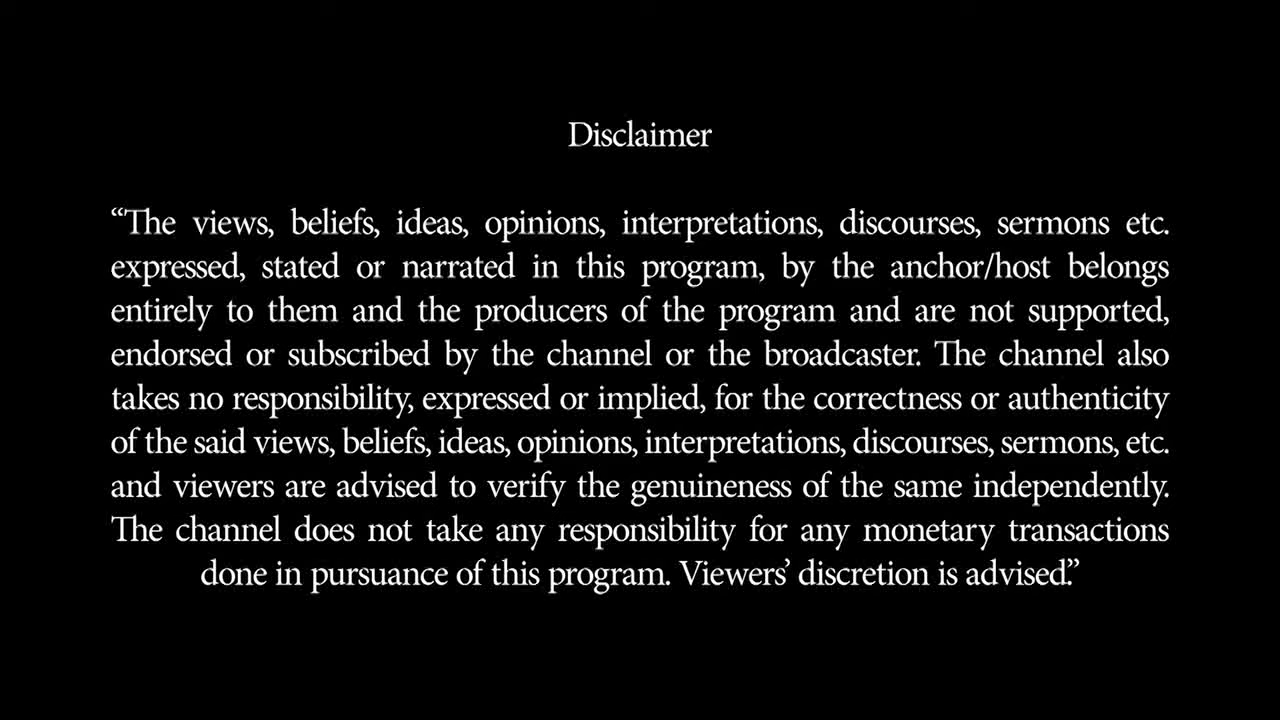 Disclaimer
“The views, beliefs, ideas, opinions, interpretations, discourses, sermons etc.
expressed, stated or narrated in this program, by the anchor/host belongs
entirely to them and the producers of the program and are not supported,
endorsed or subscribed by the channel or the broadcaster. The channel also
takes no responsibility, expressed or implied, for the correctness or authenticity
of the said views, beliefs, ideas, opinions, interpretations, discourses, sermons, etc.
and viewers are advised to verify the genuineness of the same independently.
The channel does not take any responsibility for any monetary transactions
done in pursuance of this program. Viewers’ discretion is advised.”